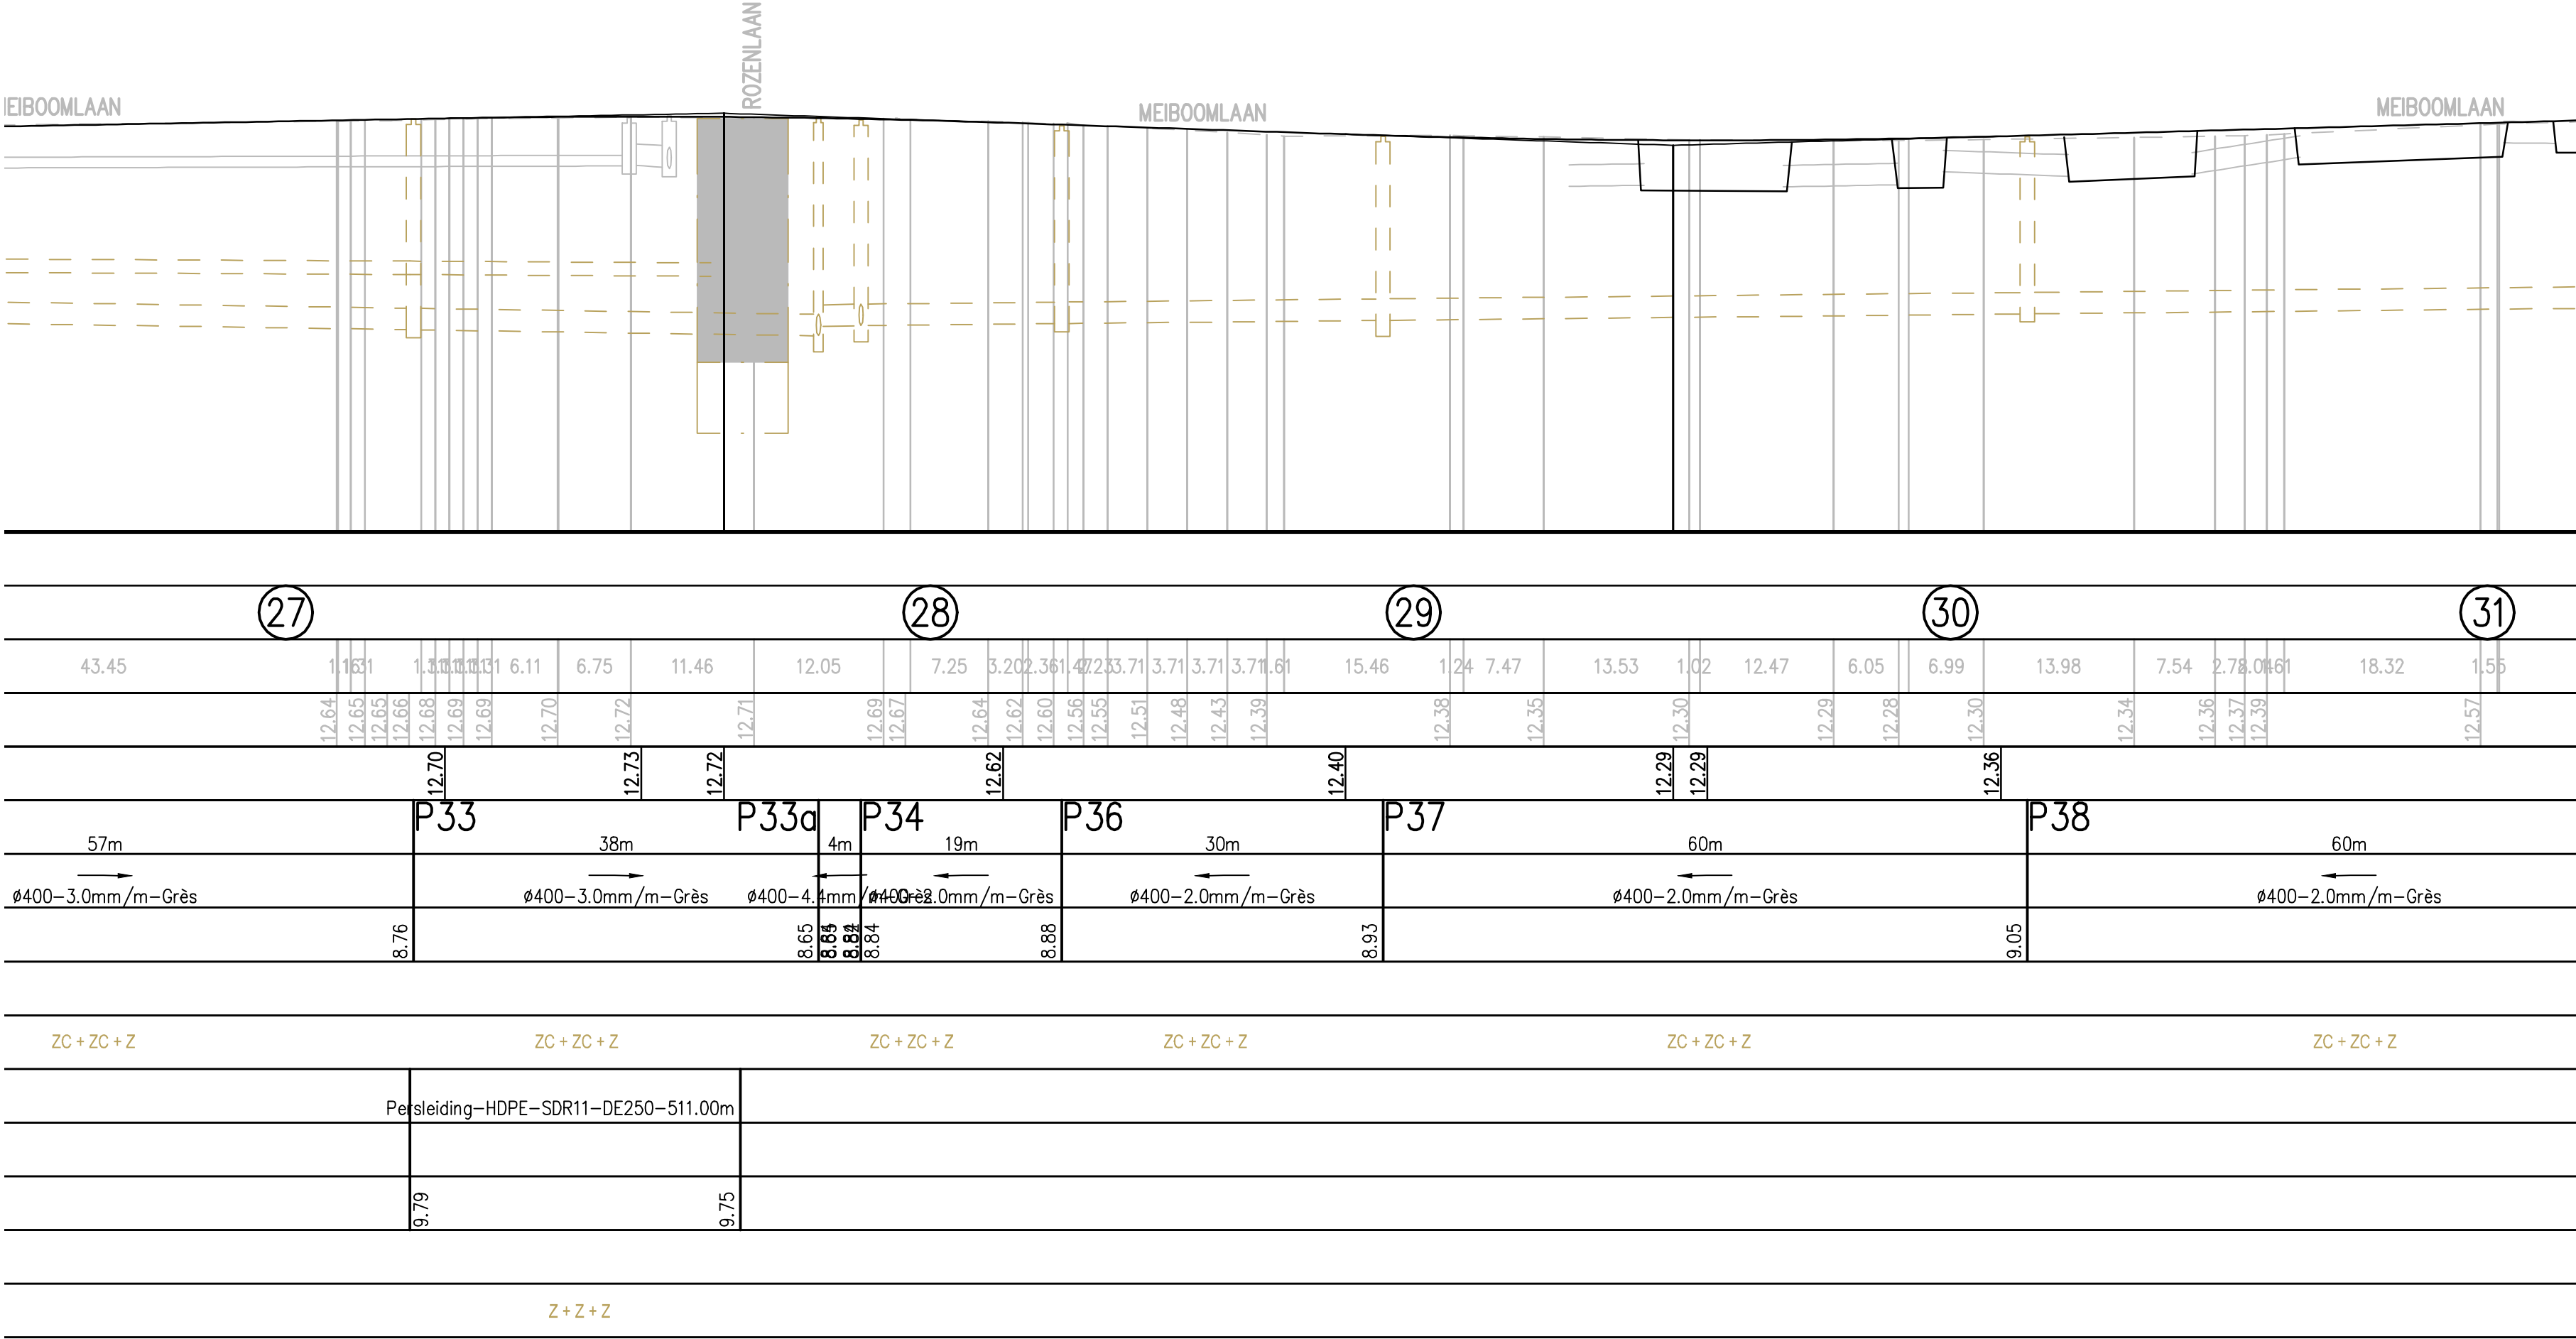 ROZENLAAN
EIBOOMLAAN
MEIBOOMLAAN
MEIBOOMLAAN
27 28 29 30 31
43.45 6.11 6.75 11.46 12.05 7.25 3.20 3.71 3.71 3.71 15.46 1.24 7.47 13.53 1.02 12.47 6.05 6.99 13.98 7.54 18.32 1.55
12.64 12.65 12.65 12.66 12.68 12.69 12.69 12.70 12.72 12.71 12.69 12.67 12.64 12.62 12.60 12.56 12.55 12.51 12.48 12.43 12.39 12.38 12.35 12.30 12.29 12.28 12.30 12.34 12.36 12.37 12.39 12.57
12.70 12.73 12.72 12.62 12.40 12.29 12.29 12.36
P33 P33a P34 P36 P37 P38
57m 38m 4m 19m 30m 60m 60m
ø400-3.0mm/m-Grès ø400-3.0mm/m-Grès ø400-2.0mm/m-Grès ø400-2.0mm/m-Grès ø400-2.0mm/m-Grès
8.76 8.65 8.84 8.88 8.93 9.05
ZC + ZC + Z ZC + ZC + Z ZC + ZC + Z ZC + ZC + Z ZC + ZC + Z ZC + ZC + Z
Persleiding-HDPE-SDR11-DE250-511.00m
9.79 9.75
Z + Z + Z